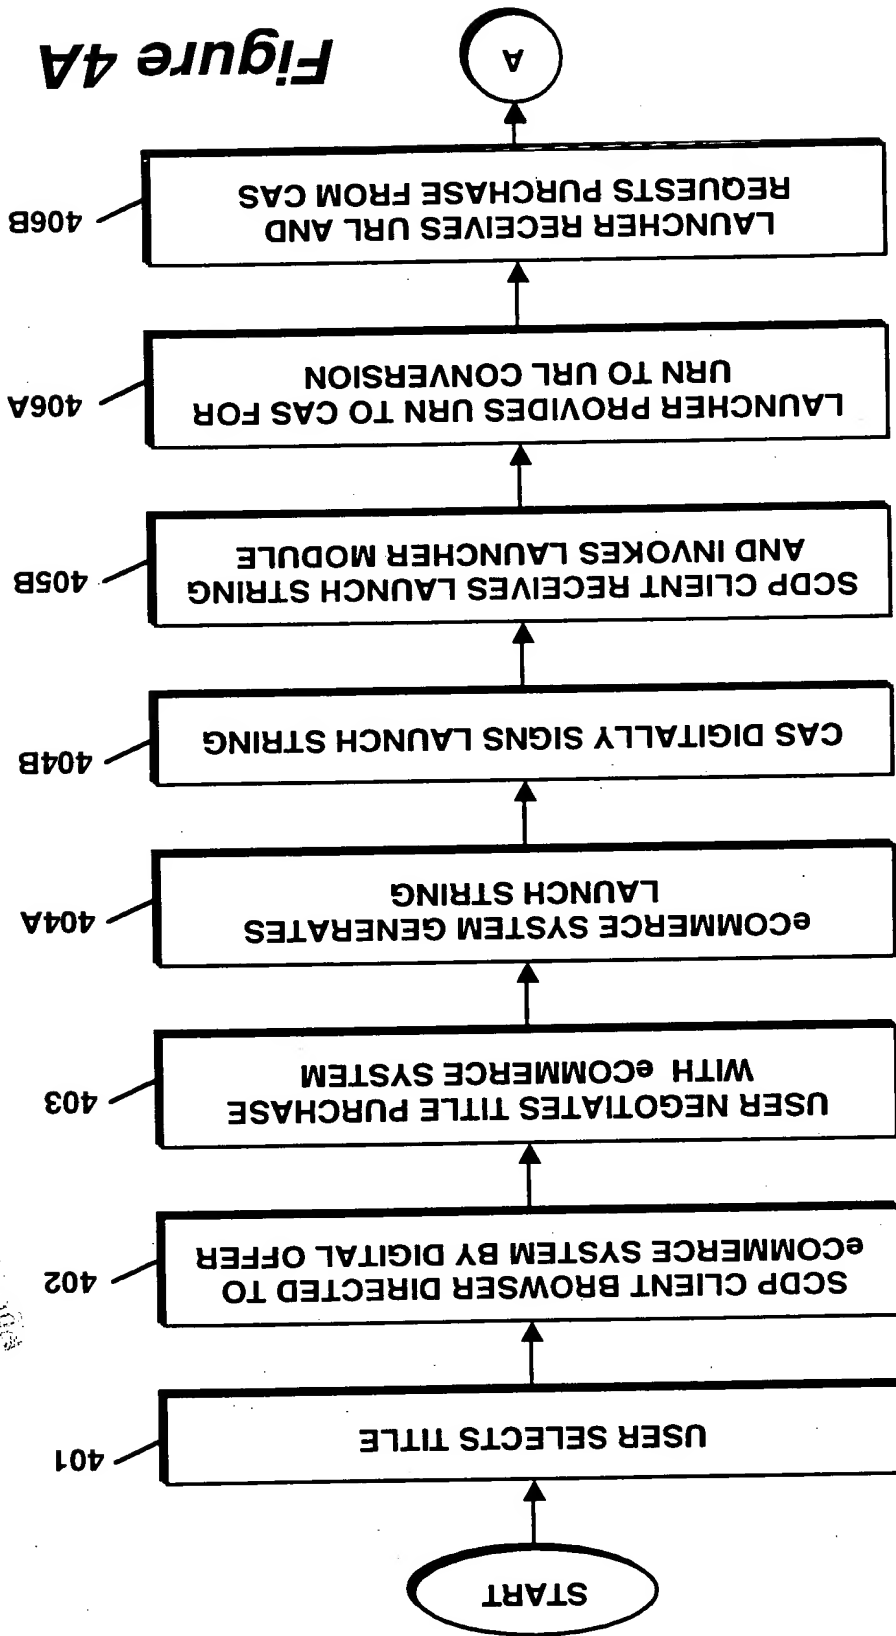 START
401
USER SELECTS TITLE
402
SCDP CLIENT BROWSER DIRECTED TO
eCOMMERCE SYSTEM BY DIGITAL OFFER
403
USER NEGOTIATES TITLE PURCHASE
WITH eCOMMERCE SYSTEM
404A
eCOMMERCE SYSTEM GENERATES
LAUNCH STRING
404B
CAS DIGITALLY SIGNS LAUNCH STRING
405B
SCDP CLIENT RECEIVES LAUNCH STRING
AND INVOKES LAUNCHER MODULE
406A
LAUNCHER PROVIDES URN TO CAS FOR
URN TO URL CONVERSION
406B
LAUNCHER RECEIVES URL AND
REQUESTS PURCHASE FROM CAS
A
Figure 4A